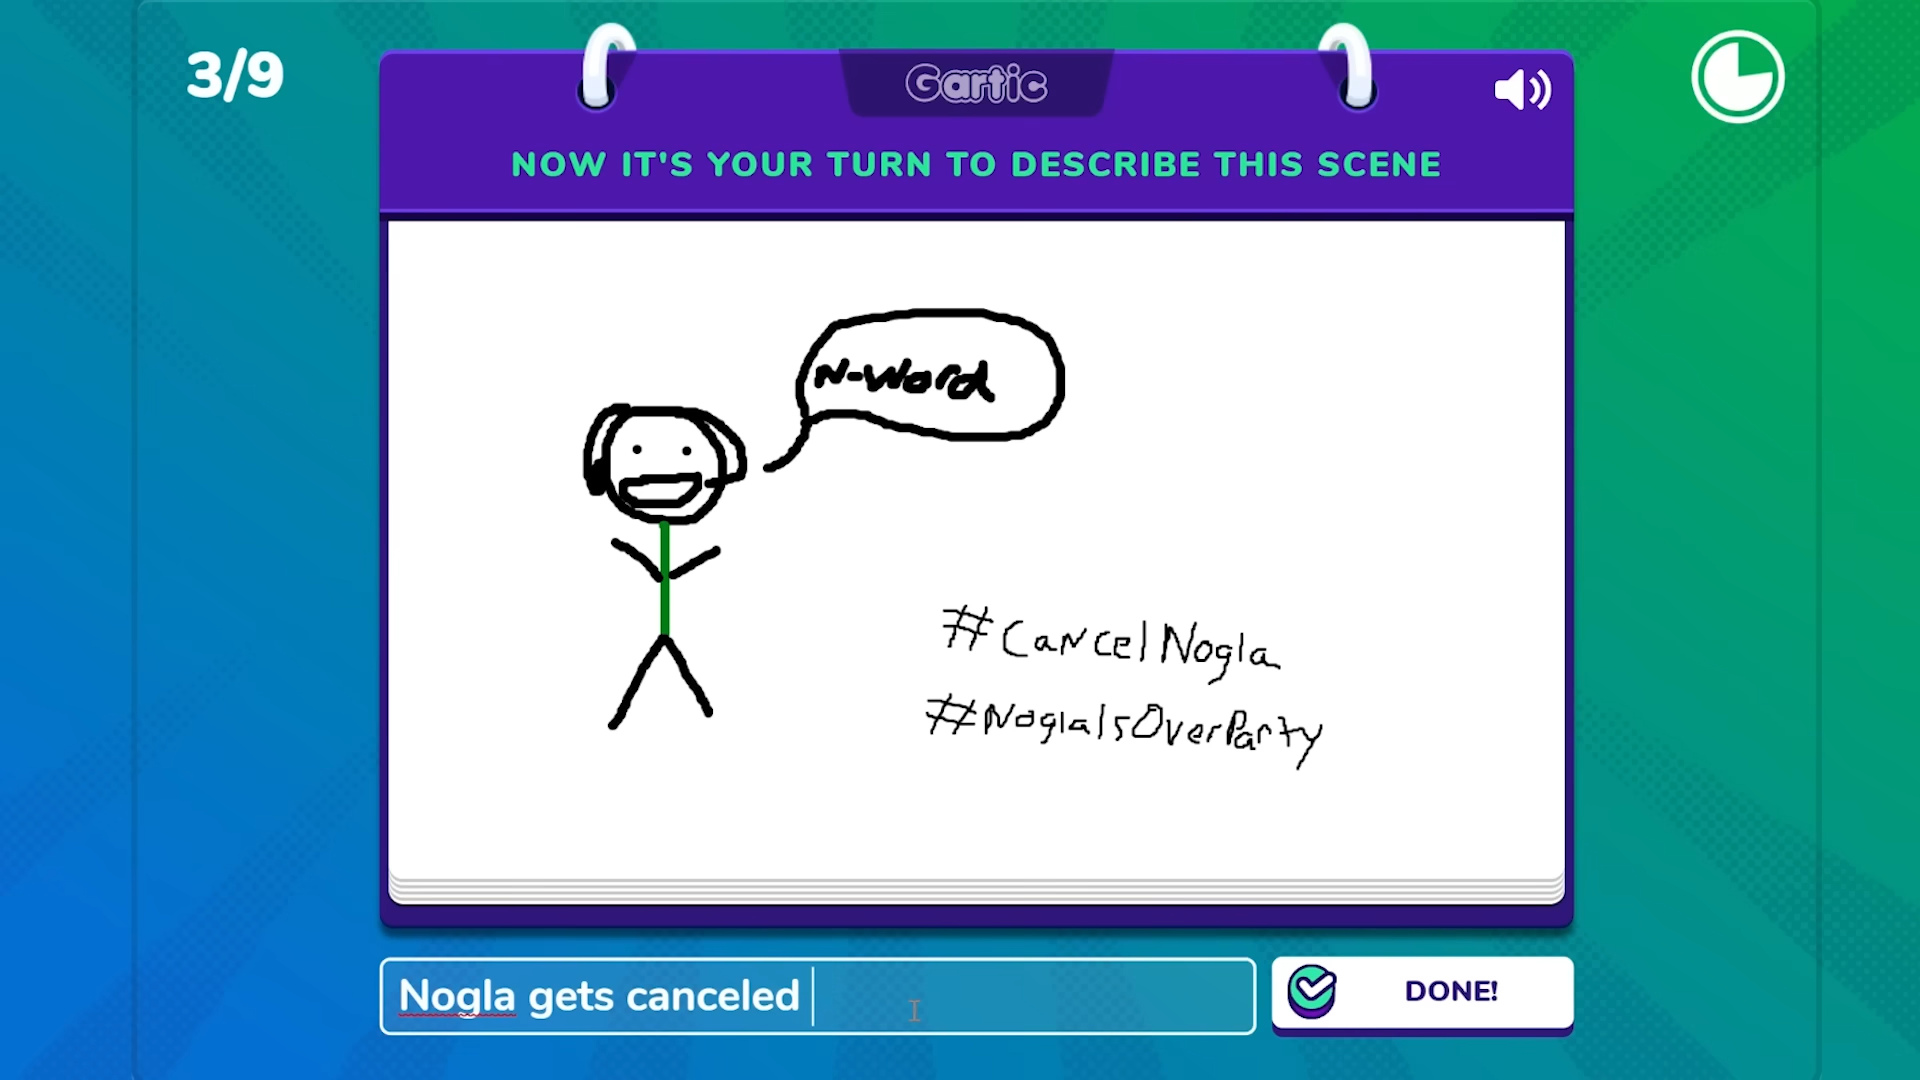 3/9
Gartic
NOW IT'S YOUR TURN TO DESCRIBE THIS SCENE
N-Word
#CancelNogla
#NoglaIsOverParty
Nogla gets canceled
DONE!